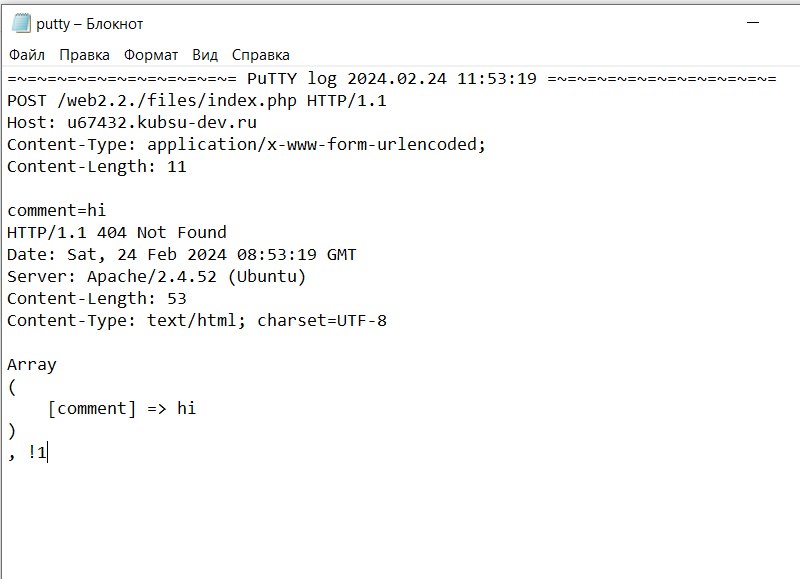 putty – Блокнот
Файл Правка Формат Вид Справка
=~=~=~=~=~=~=~=~=~=~=~= PuTTY log 2024.02.24 11:53:19 =~=~=~=~=~=~=~=~=~=~=~=
POST /web2.2./files/index.php HTTP/1.1
Host: u67432.kubsu-dev.ru
Content-Type: application/x-www-form-urlencoded;
Content-Length: 11

comment=hi
HTTP/1.1 404 Not Found
Date: Sat, 24 Feb 2024 08:53:19 GMT
Server: Apache/2.4.52 (Ubuntu)
Content-Length: 53
Content-Type: text/html; charset=UTF-8

Array
(
    [comment] => hi
)
, !1